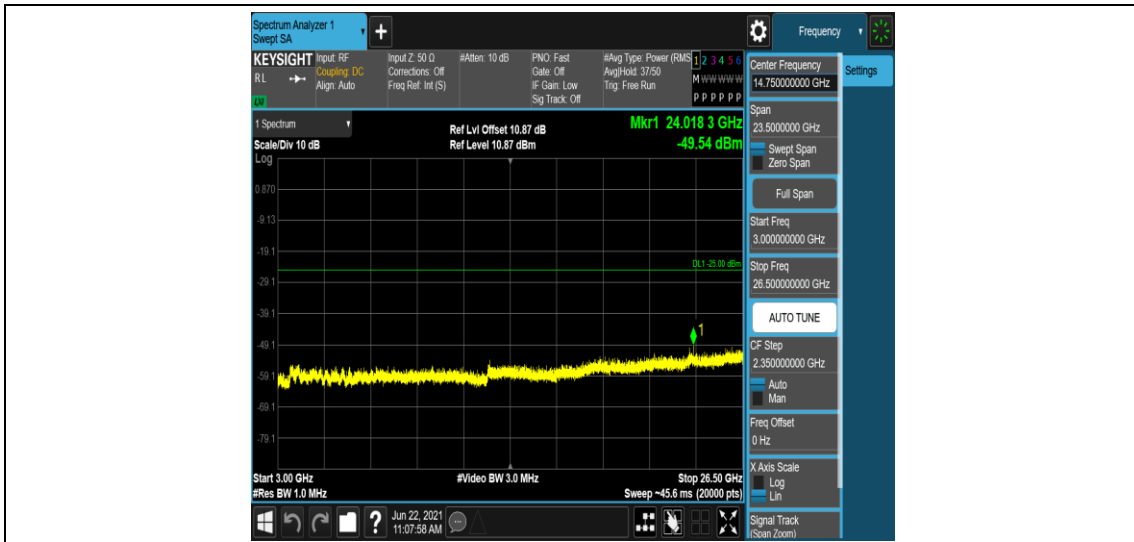 Spectrum Analyzer 1
Swept SA
+
Frequency
KEYSIGHT
RL
LXI
Input: RF
Coupling: DC
Align: Auto
Input Z: 50 Ω
Corrections: Off
Freq Ref: Int (S)
#Atten: 10 dB
PNO: Fast
Gate: Off
IF Gain: Low
Sig Track: Off
#Avg Type: Power (RMS
Avg|Hold: 37/50
Trig: Free Run
1 2 3 4 5 6
M W W W W W
P P P P P P
1 Spectrum
Scale/Div 10 dB
Log
Ref Lvl Offset 10.87 dB
Ref Level 10.87 dBm
Mkr1 24.018 3 GHz
-49.54 dBm
0.870
-9.13
-19.1
DL1 -25.00 dBm
-29.1
-39.1
1
-49.1
-59.1
-69.1
-79.1
Start 3.00 GHz
#Res BW 1.0 MHz
#Video BW 3.0 MHz
Stop 26.50 GHz
Sweep ~45.6 ms (20000 pts)
?
Jun 22, 2021
11:07:58 AM
Center Frequency
14.750000000 GHz
Settings
Span
23.5000000 GHz
Swept Span
Zero Span
Full Span
Start Freq
3.000000000 GHz
Stop Freq
26.500000000 GHz
AUTO TUNE
CF Step
2.350000000 GHz
Auto
Man
Freq Offset
0 Hz
X Axis Scale
Log
Lin
Signal Track
(Span Zoom)